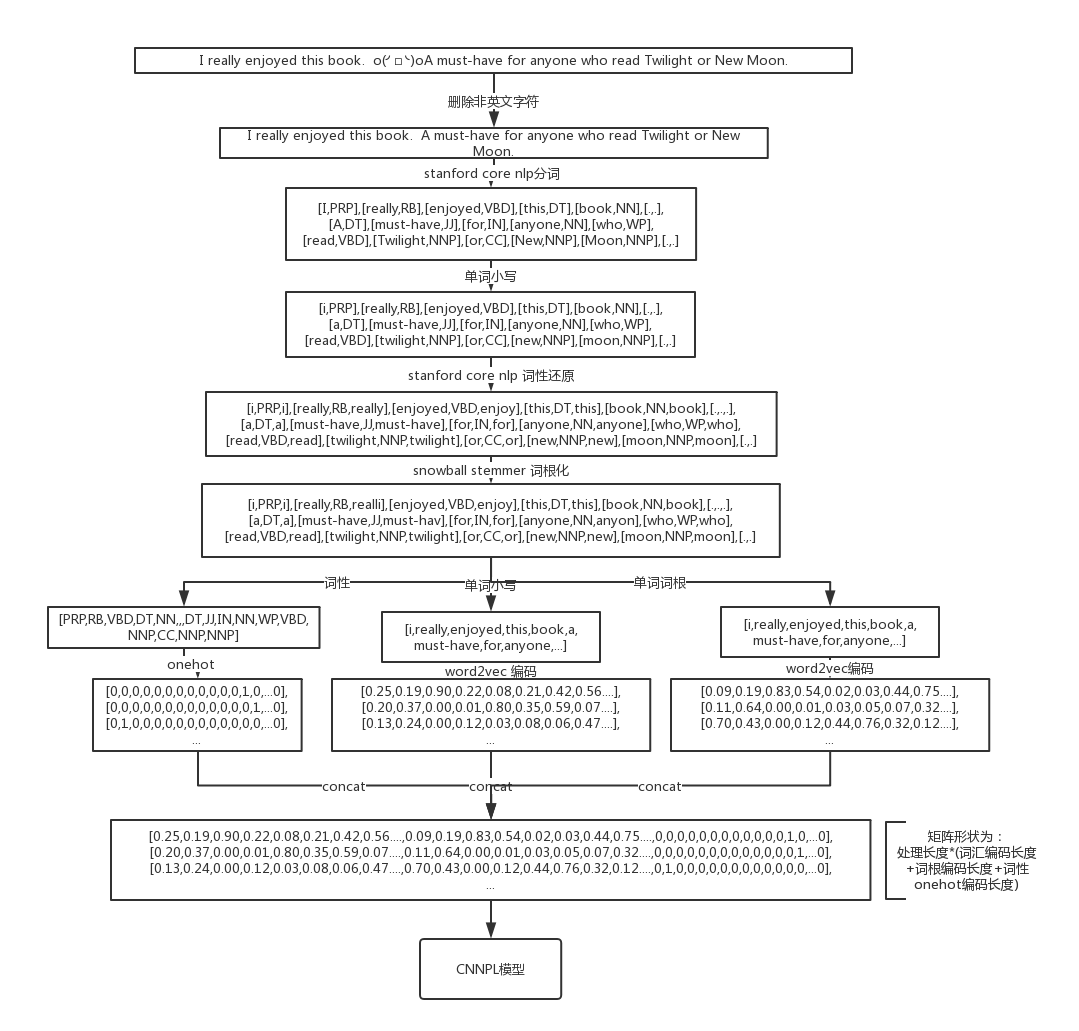 I really enjoyed this book.  o(╯□╰)oA must-have for anyone who read Twilight or New Moon.
删除非英文字符
I really enjoyed this book.  A must-have for anyone who read Twilight or New
Moon.
stanford core nlp分词
[I,PRP],[really,RB],[enjoyed,VBD],[this,DT],[book,NN],[.,.],
[A,DT],[must-have,JJ],[for,IN],[anyone,NN],[who,WP],
[read,VBD],[Twilight,NNP],[or,CC],[New,NNP],[Moon,NNP],[.,.]
单词小写
[i,PRP],[really,RB],[enjoyed,VBD],[this,DT],[book,NN],[.,.],
[a,DT],[must-have,JJ],[for,IN],[anyone,NN],[who,WP],
[read,VBD],[twilight,NNP],[or,CC],[new,NNP],[moon,NNP],[.,.]
stanford core nlp 词性还原
[i,PRP,i],[really,RB,really],[enjoyed,VBD,enjoy],[this,DT,this],[book,NN,book],[.,.,.],
[a,DT,a],[must-have,JJ,must-have],[for,IN,for],[anyone,NN,anyone],[who,WP,who],
[read,VBD,read],[twilight,NNP,twilight],[or,CC,or],[new,NNP,new],[moon,NNP,moon],[.,.]
snowball stemmer 词根化
[i,PRP,i],[really,RB,realli],[enjoyed,VBD,enjoy],[this,DT,this],[book,NN,book],[.,.,.],
[a,DT,a],[must-have,JJ,must-hav],[for,IN,for],[anyone,NN,anyon],[who,WP,who],
[read,VBD,read],[twilight,NNP,twilight],[or,CC,or],[new,NNP,new],[moon,NNP,moon],[.,.]
词性
单词小写
单词词根
[PRP,RB,VBD,DT,NN,,,DT,JJ,IN,NN,WP,VBD,
NNP,CC,NNP,NNP]
[i,really,enjoyed,this,book,a,
must-have,for,anyone,...]
[i,really,enjoyed,this,book,a,
must-have,for,anyone,...]
onehot
word2vec 编码
word2vec编码
[0,0,0,0,0,0,0,0,0,0,0,0,1,0,...0],
[0,0,0,0,0,0,0,0,0,0,0,0,0,1,...0],
[0,1,0,0,0,0,0,0,0,0,0,0,0,0,...0],
...
[0.25,0.19,0.90,0.22,0.08,0.21,0.42,0.56....],
[0.20,0.37,0.00,0.01,0.80,0.35,0.59,0.07....],
[0.13,0.24,0.00,0.12,0.03,0.08,0.06,0.47....],
...
[0.09,0.19,0.83,0.54,0.02,0.03,0.44,0.75....],
[0.11,0.64,0.00,0.01,0.03,0.05,0.07,0.32....],
[0.70,0.43,0.00,0.12,0.44,0.76,0.32,0.12....],
...
concat
concat
concat
[0.25,0.19,0.90,0.22,0.08,0.21,0.42,0.56....,0.09,0.19,0.83,0.54,0.02,0.03,0.44,0.75....,0,0,0,0,0,0,0,0,0,0,0,0,1,0,...0],
[0.20,0.37,0.00,0.01,0.80,0.35,0.59,0.07....,0.11,0.64,0.00,0.01,0.03,0.05,0.07,0.32....,0,0,0,0,0,0,0,0,0,0,0,0,0,1,...0],
[0.13,0.24,0.00,0.12,0.03,0.08,0.06,0.47....,0.70,0.43,0.00,0.12,0.44,0.76,0.32,0.12....,0,1,0,0,0,0,0,0,0,0,0,0,0,0,...0],
...
矩阵形状为：
处理长度*(词汇编码长度
+词根编码长度+词性
onehot编码长度)
CNNPL模型